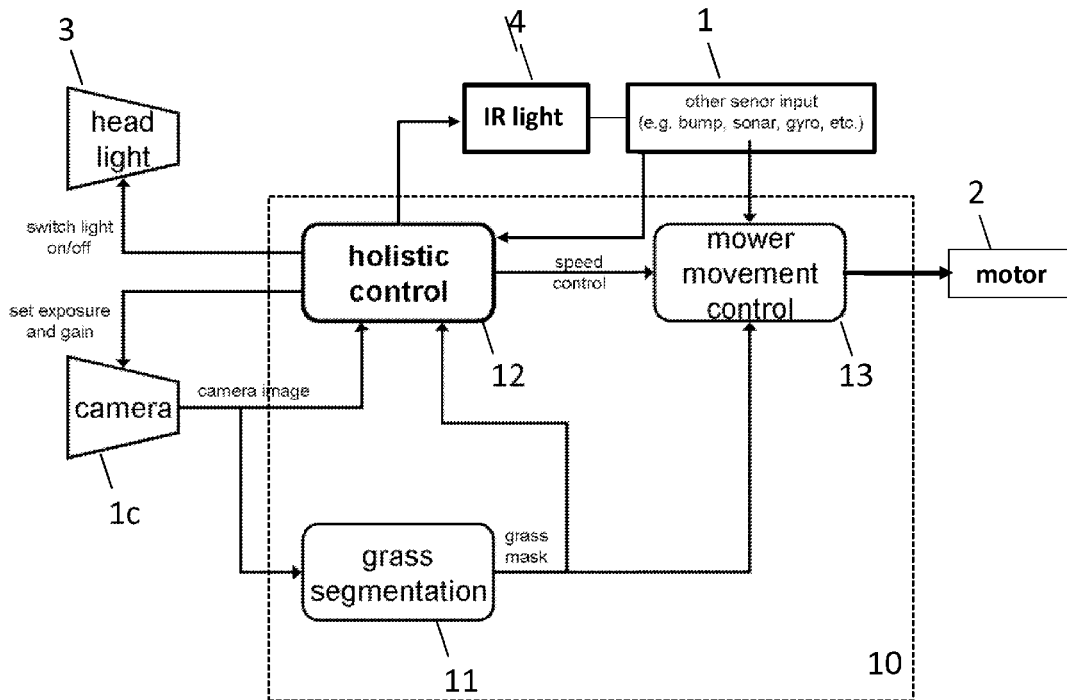 3
4
1
head
light
IR light
other senor input
(e.g. bump, sonar, gyro, etc.)
switch light
on/off
holistic
control
speed
control
mower
movement
control
2
motor
set exposure
and gain
12
13
camera
camera image
1c
grass
segmentation
grass
mask
11
10